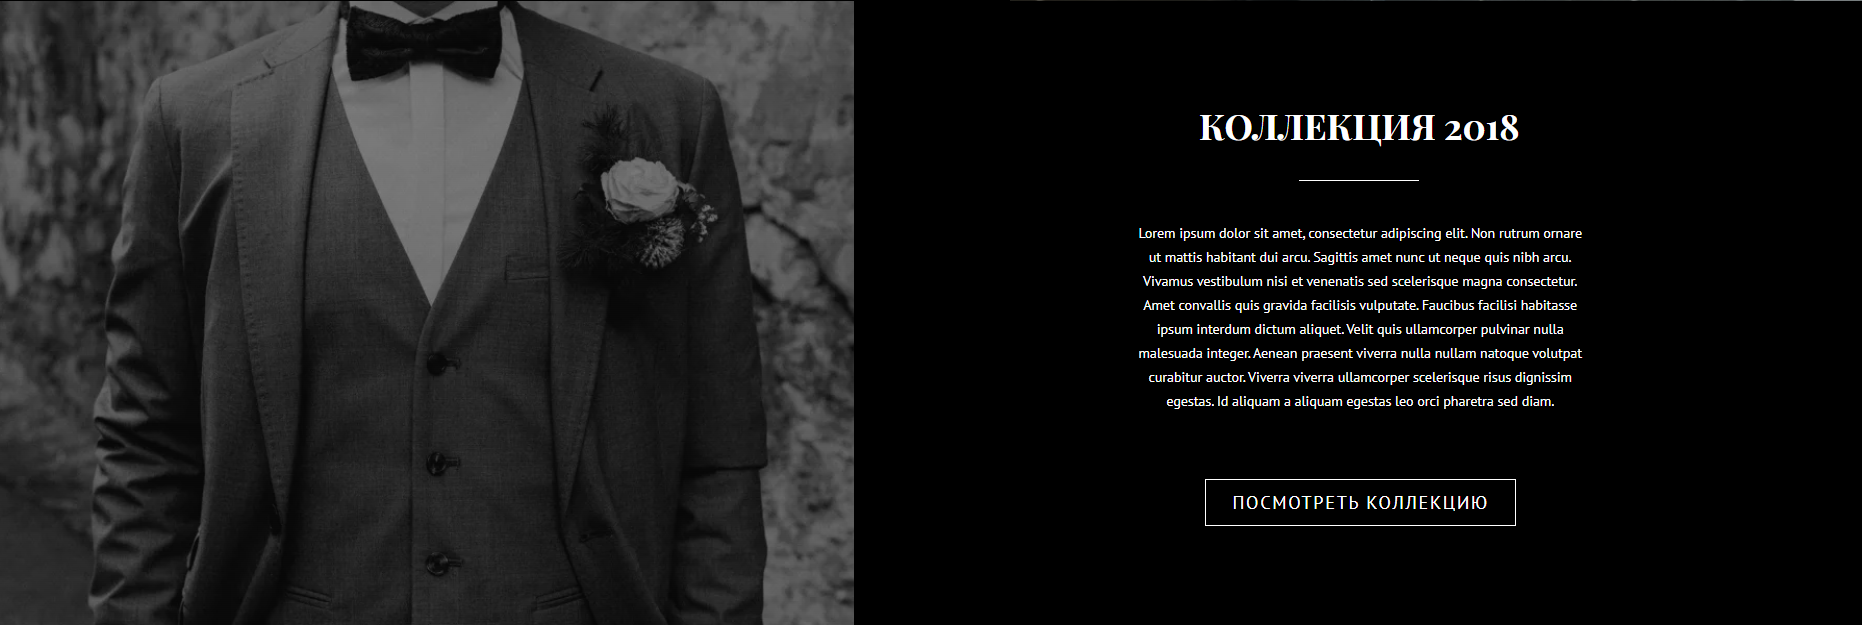 КОЛЛЕКЦИЯ 2018
Lorem ipsum dolor sit amet, consectetur adipiscing elit. Non rutrum ornare
ut mattis habitant dui arcu. Sagittis amet nunc ut neque quis nibh arcu.
Vivamus vestibulum nisi et venenatis sed scelerisque magna consectetur.
Amet convallis quis gravida facilisis vulputate. Faucibus facilisi habitasse
ipsum interdum dictum aliquet. Velit quis ullamcorper pulvinar nulla
malesuada integer. Aenean praesent viverra nulla nullam natoque volutpat
curabitur auctor. Viverra viverra ullamcorper scelerisque risus dignissim
egestas. Id aliquam a aliquam egestas leo orci pharetra sed diam.
ПОСМОТРЕТЬ КОЛЛЕКЦИЮ